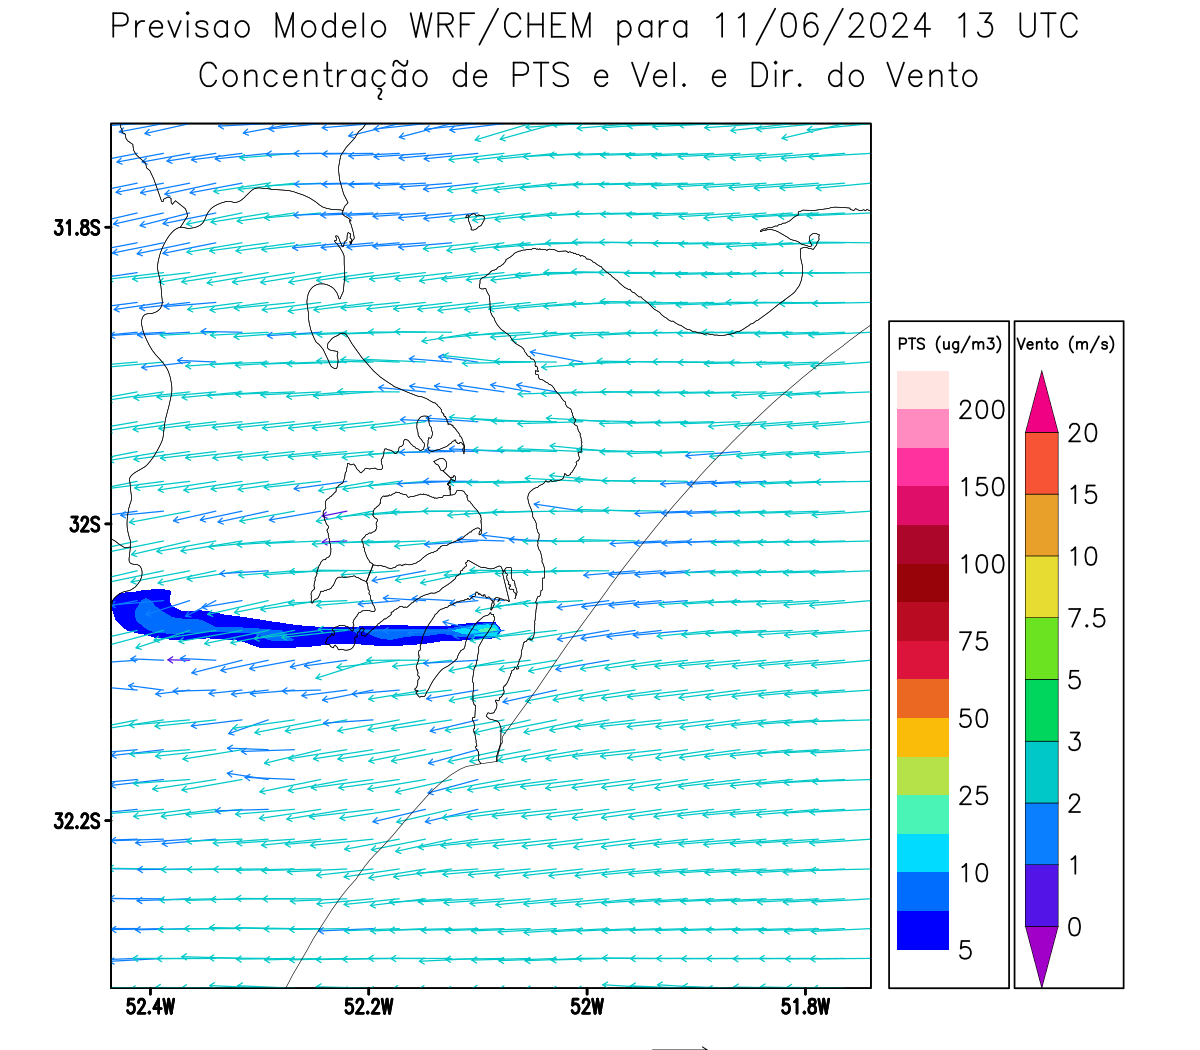 Previsao Modelo WRF/CHEM para 11/06/2024 13 UTC
Concentração de PTS e Vel. e Dir. do Vento
31.8S
32S
32.2S
52.4W
52.2W
52W
51.8W
PTS (ug/m3)
200
150
100
75
50
25
10
5
Vento (m/s)
20
15
10
7.5
5
3
2
1
0